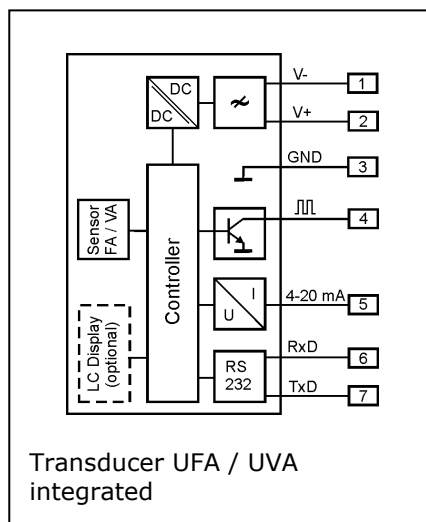 DC
DC
V-
1
V+
2
GND
3
4
Sensor
FA / VA
Controller
I
U
4-20 mA
5
LC Display
(optional)
RS
232
RxD
6
TxD
7
Transducer UFA / UVA
integrated